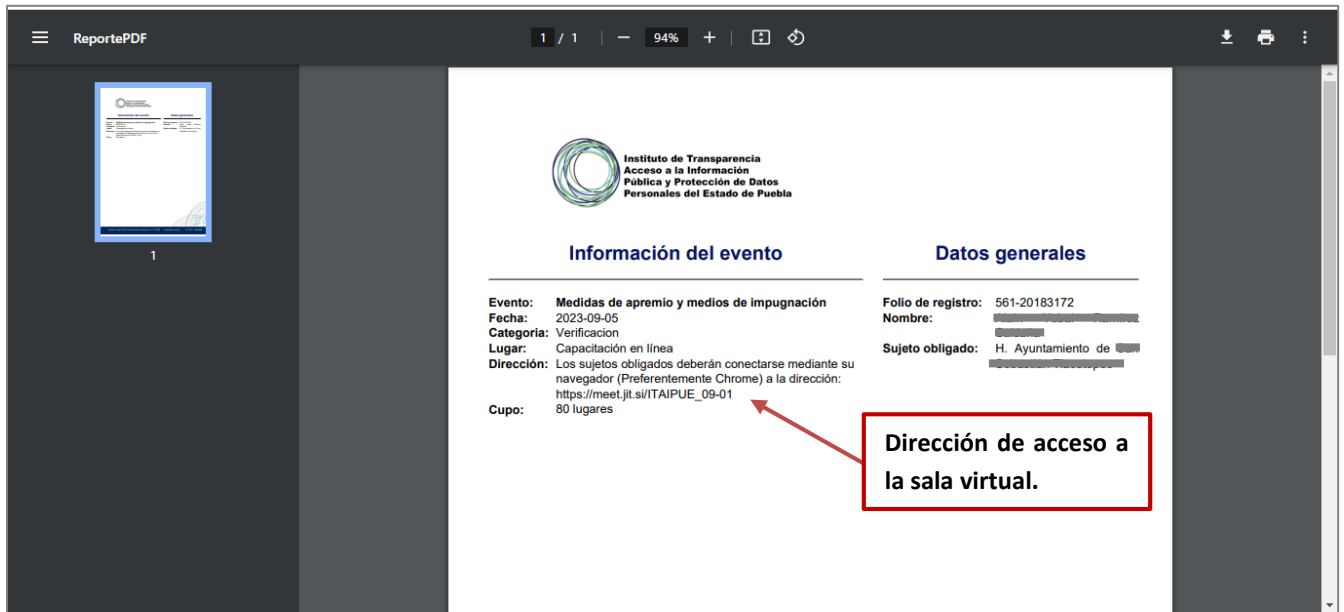 ReportePDF
1 / 1
94%
1
Instituto de Transparencia
Acceso a la Información
Pública y Protección de Datos
Personales del Estado de Puebla
Información del evento
Evento: Medidas de apremio y medios de impugnación
Fecha: 2023-09-05
Categoria: Verificacion
Lugar: Capacitación en línea
Dirección: Los sujetos obligados deberán conectarse mediante su
navegador (Preferentemente Chrome) a la dirección:
https://meet.jit.si/ITAIPUE_09-01
Cupo: 80 lugares
Datos generales
Folio de registro: 561-20183172
Nombre:
Sujeto obligado: H. Ayuntamiento de
Dirección de acceso a
la sala virtual.